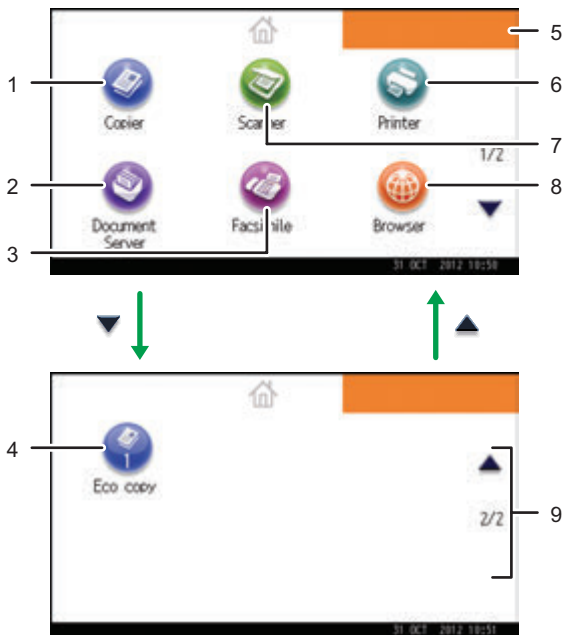 5
1
6
Copier Scanner Printer
7
1/2
2
8
Document Server
Facsimile Browser
3
31 OCT 2012 10:50
4
Eco copy
1
2/2
9
31 OCT 2012 10:51